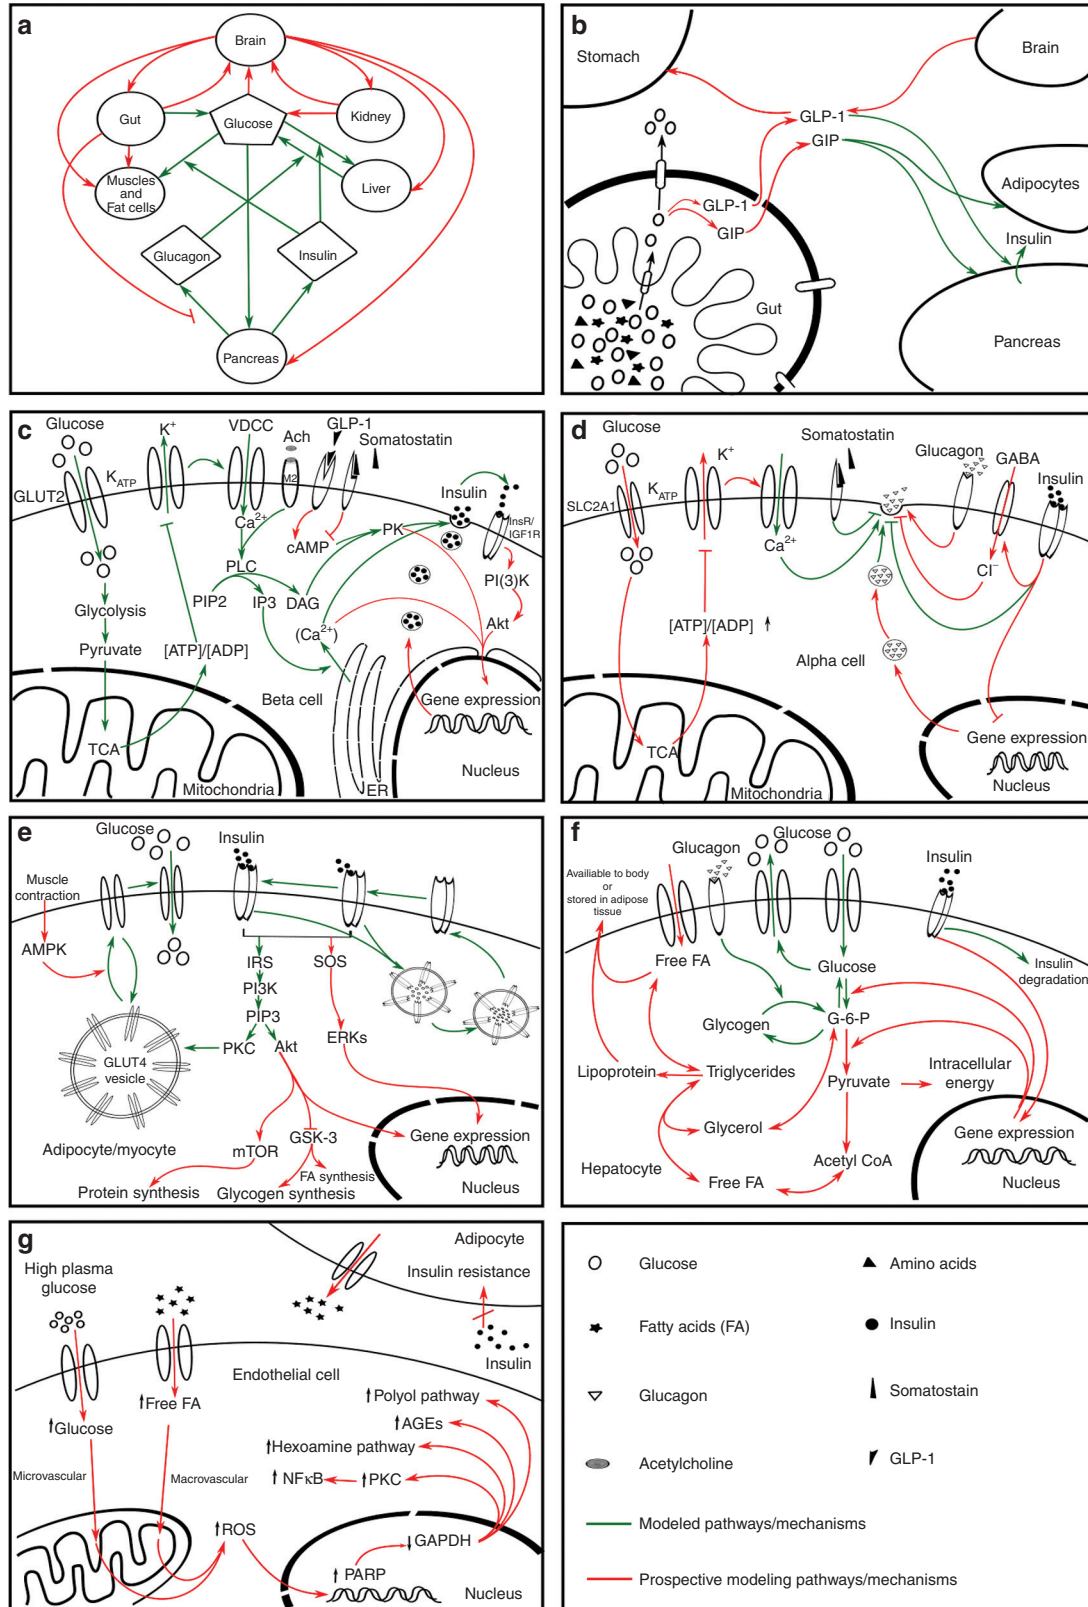 a
Brain
Gut
Glucose
Kidney
Muscles
and
Fat cells
Liver
Glucagon
Insulin
Pancreas
b
Stomach
Brain
GLP-1
GIP
Adipocytes
GLP-1
GIP
Insulin
Gut
Pancreas
c
Glucose
K+
VDCC
Ach
GLP-1
Somatostatin
KATP
M2
GLUT2
Insulin
InsR/
IGF1R
Ca2+
cAMP
PK
PLC
PI(3)K
PIP2
IP3
DAG
Glycolysis
(Ca2+)
Akt
Pyruvate
[ATP]/[ADP]
Beta cell
Gene expression
TCA
Nucleus
Mitochondria
ER
d
Glucose
K+
Somatostatin
Glucagon
GABA
Insulin
KATP
SLC2A1
Ca2+
Cl−
[ATP]/[ADP]
Alpha cell
Gene expression
TCA
Nucleus
Mitochondria
e
Glucose
Insulin
Muscle
contraction
AMPK
IRS
SOS
PI3K
PIP3
PKC
Akt
ERKs
GLUT4
vesicle
Adipocyte/myocyte
mTOR
GSK-3
Gene expression
FA synthesis
Protein synthesis
Glycogen synthesis
Nucleus
f
Glucose
Glucagon
Insulin
Availiable to body
or
stored in adipose
tissue
Free FA
Glucose
Insulin
degradation
Glycogen
G-6-P
Lipoprotein
Triglycerides
Pyruvate
Intracellular
energy
Glycerol
Gene expression
Hepatocyte
Acetyl CoA
Free FA
Nucleus
g
High plasma
glucose
Adipocyte
Insulin resistance
Insulin
Endothelial cell
Polyol pathway
Free FA
AGEs
Glucose
Hexoamine pathway
Microvascular
Macrovascular
NFκB
PKC
ROS
GAPDH
PARP
Nucleus
Glucose
Amino acids
Fatty acids (FA)
Insulin
Glucagon
Somatostain
Acetylcholine
GLP-1
Modeled pathways/mechanisms
Prospective modeling pathways/mechanisms